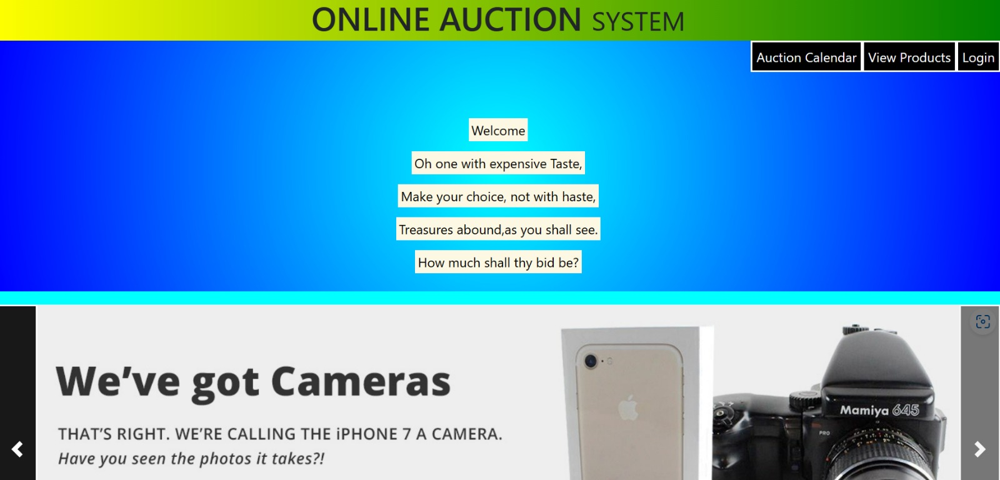 ONLINE AUCTION SYSTEM
Auction Calendar View Products Login
Welcome
Oh one with expensive Taste,
Make your choice, not with haste,
Treasures abound,as you shall see.
How much shall thy bid be?
We've got Cameras
THAT'S RIGHT. WE'RE CALLING THE iPHONE 7 A CAMERA.
Have you seen the photos it takes?!
Mamiya 645
PRO